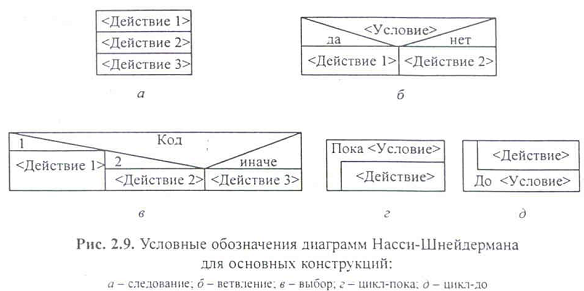 <Действие 1>
<Действие 2>
<Действие 3>
а
<Условие>
да нет
<Действие 1> <Действие 2>
б
Код
1
<Действие 1> 2 иначе
<Действие 2> <Действие 3>
в
Пока <Условие>
<Действие>
г
<Действие>
До <Условие>
д
Рис. 2.9. Условные обозначения диаграмм Насси-Шнейдермана
для основных конструкций:
а – следование; б – ветвление; в – выбор; г – цикл-пока; д – цикл-до